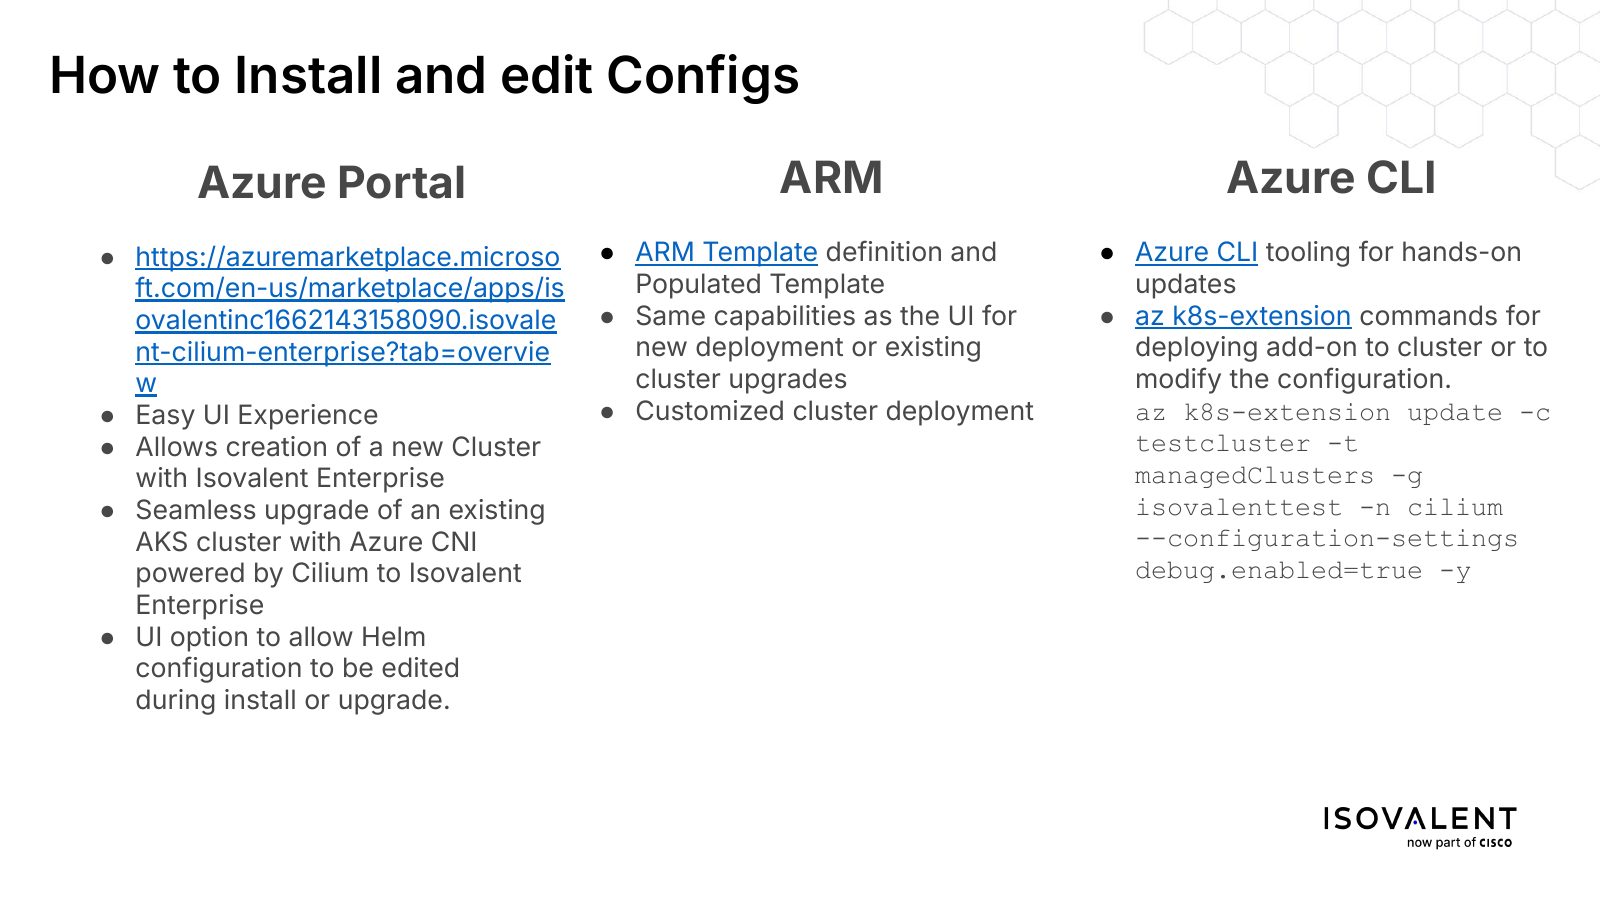 How to Install and edit Configs
Azure Portal
● https://azuremarketplace.microso
ft.com/en-us/marketplace/apps/is
ovalentinc1662143158090.isovale
nt-cilium-enterprise?tab=overvie
w
● Easy UI Experience
● Allows creation of a new Cluster
with Isovalent Enterprise
● Seamless upgrade of an existing
AKS cluster with Azure CNI
powered by Cilium to Isovalent
Enterprise
● UI option to allow Helm
configuration to be edited
during install or upgrade.
ARM
● ARM Template definition and
Populated Template
● Same capabilities as the UI for
new deployment or existing
cluster upgrades
● Customized cluster deployment
Azure CLI
● Azure CLI tooling for hands-on
updates
● az k8s-extension commands for
deploying add-on to cluster or to
modify the configuration.
az k8s-extension update -c
testcluster -t
managedClusters -g
isovalenttest -n cilium
--configuration-settings
debug.enabled=true -y
ISOVALENT
now part of CISCO